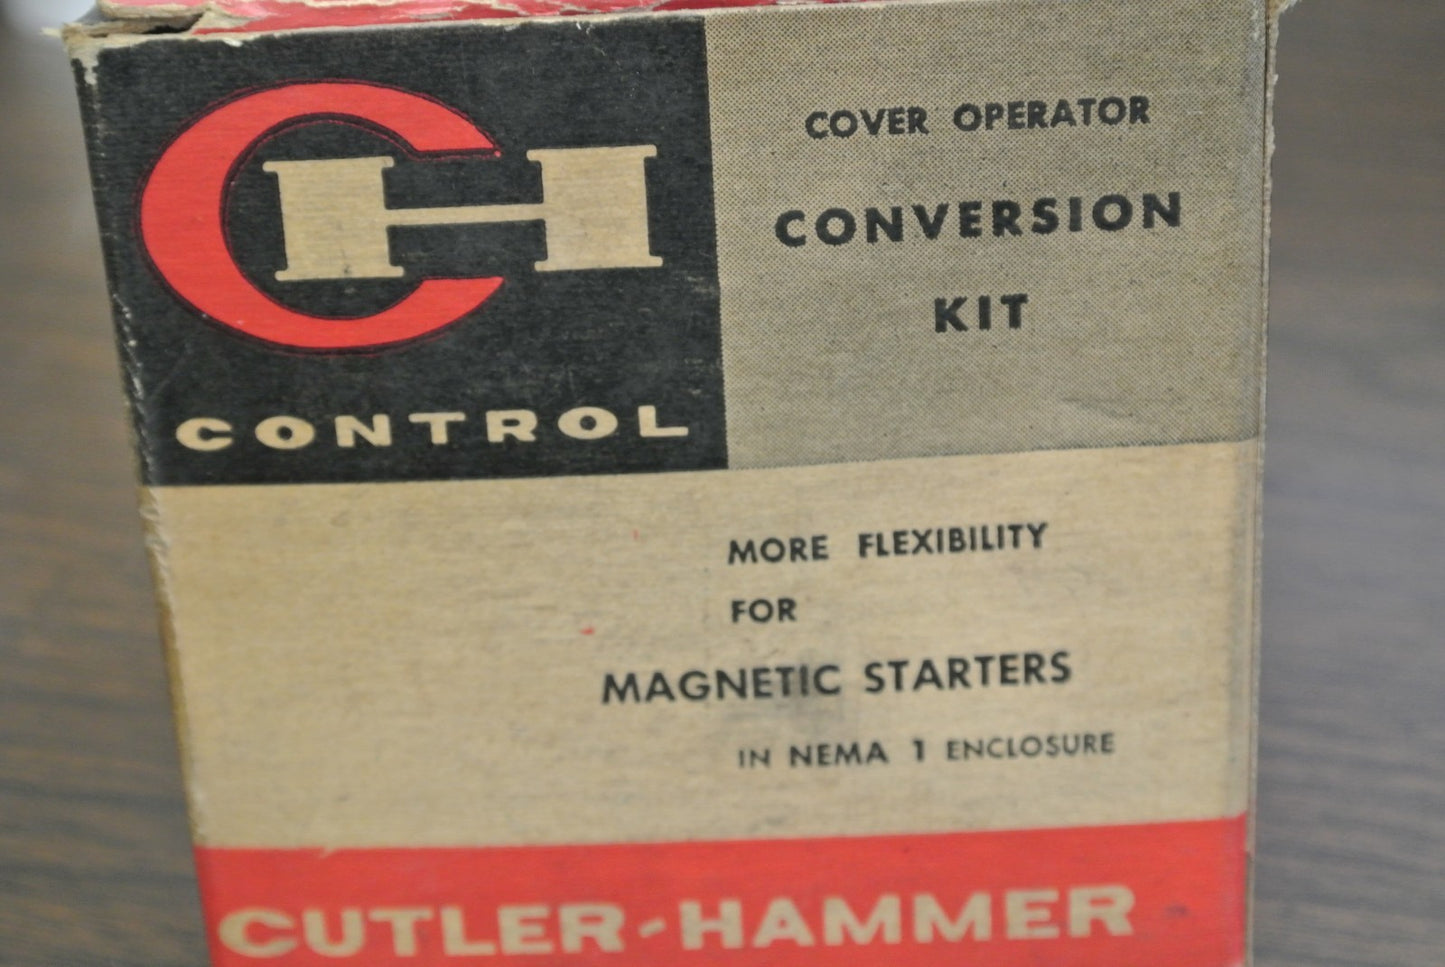 CH
CONTROL
COVER OPERATOR
CONVERSION
KIT
MORE FLEXIBILITY
FOR
MAGNETIC STARTERS
IN NEMA 1 ENCLOSURE
CUTLER-HAMMER